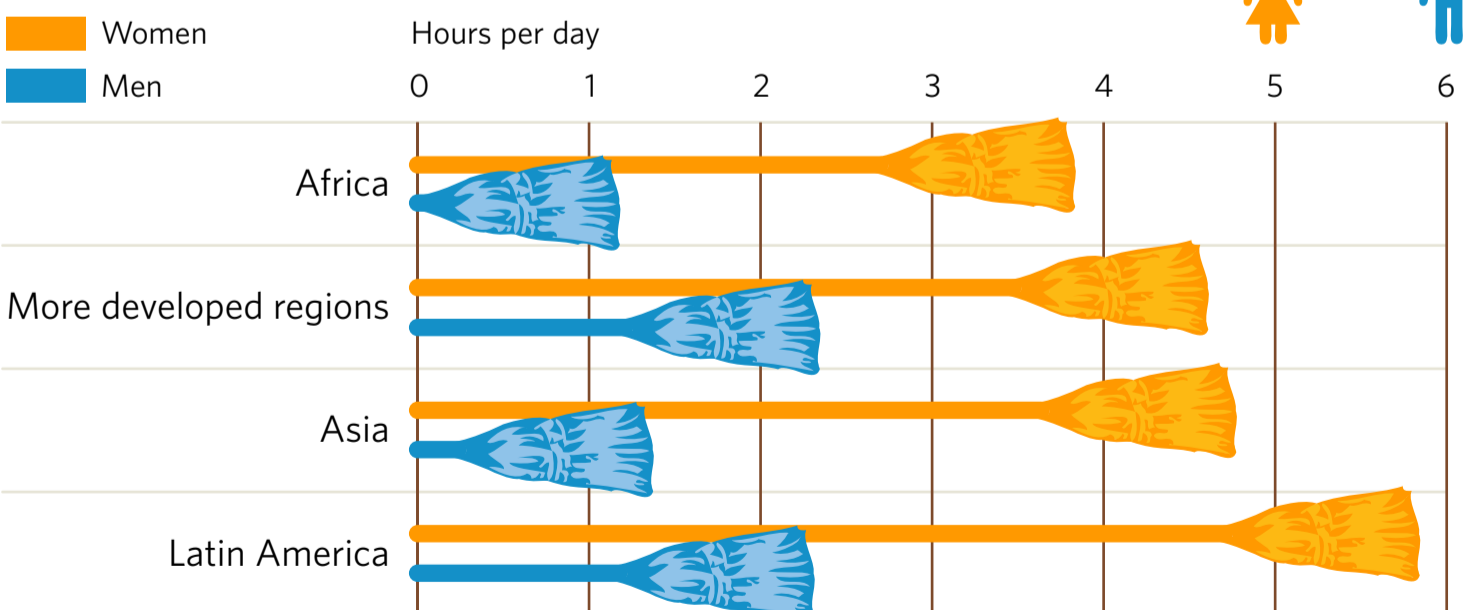 Women
Hours per day
Men
0 1 2 3 4 5 6
Africa
More developed regions
Asia
Latin America